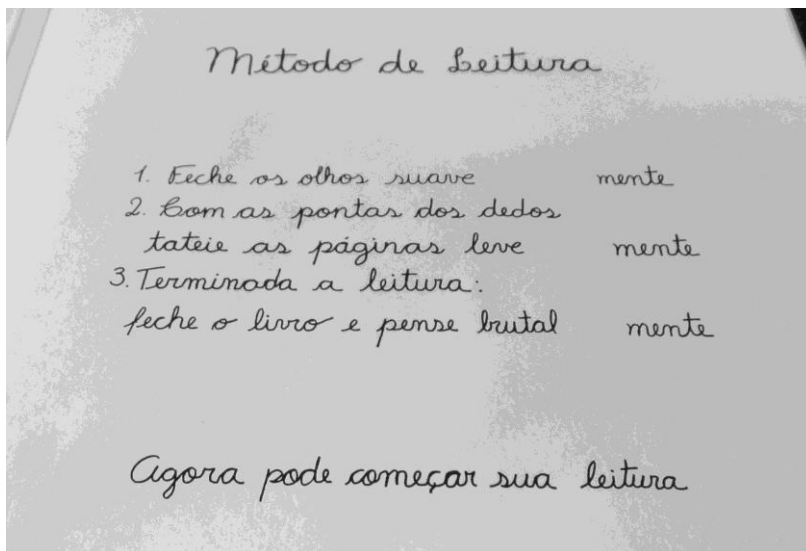 Método de Leitura
1. Feche os olhos suave mente
2. Com as pontas dos dedos
tateie as páginas leve mente
3. Terminada a leitura:
feche o livro e pense brutal mente
Agora pode começar sua leitura